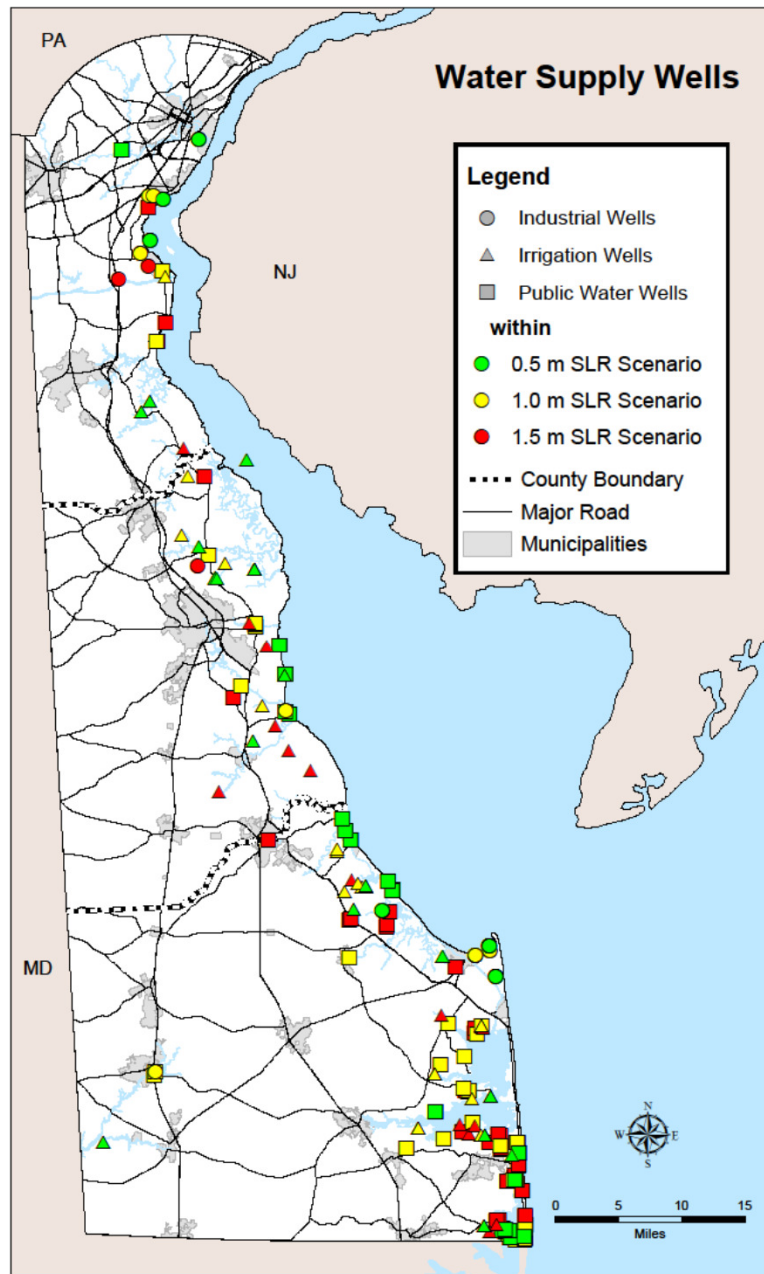 PA
Water Supply Wells
Legend
Industrial Wells
Irrigation Wells
Public Water Wells
within
0.5 m SLR Scenario
1.0 m SLR Scenario
1.5 m SLR Scenario
County Boundary
Major Road
Municipalities
NJ
MD
N
W E
S
0 5 10 15
Miles